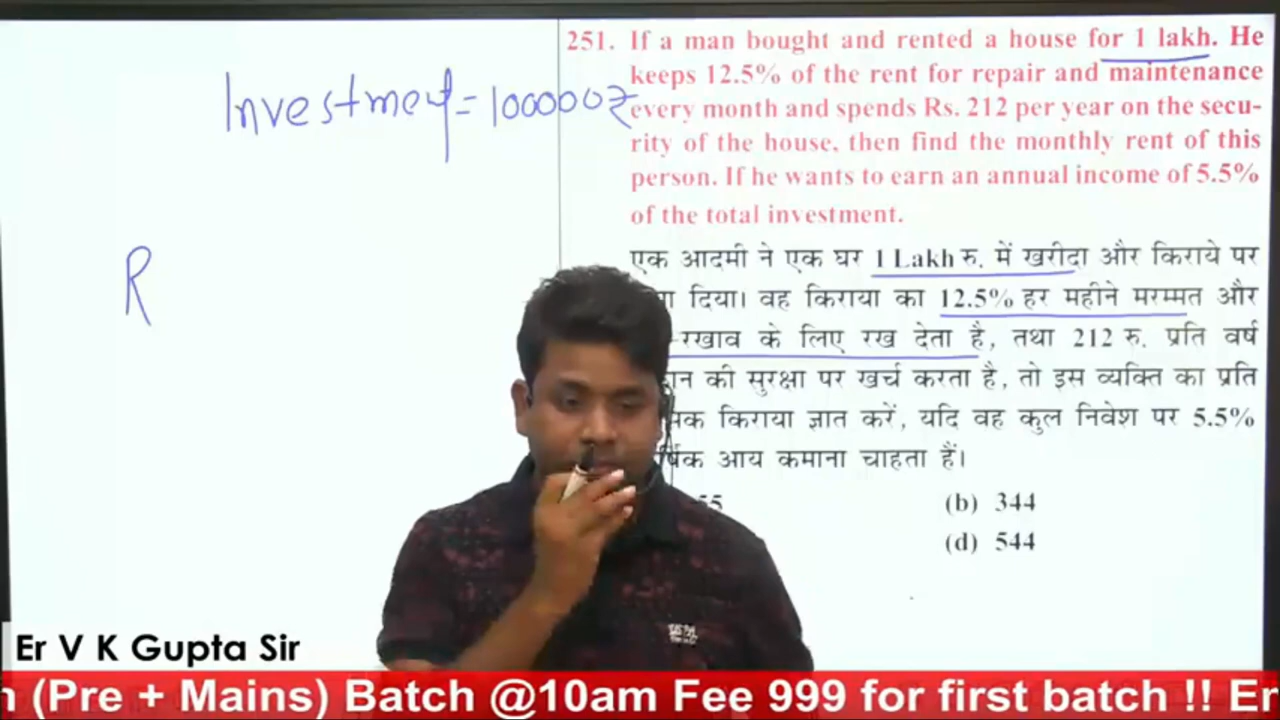 Investment = 100000₹
R
251. If a man bought and rented a house for 1 lakh. He
keeps 12.5% of the rent for repair and maintenance
every month and spends Rs. 212 per year on the secu-
rity of the house, then find the monthly rent of this
person. If he wants to earn an annual income of 5.5%
of the total investment.
एक आदमी ने एक घर 1 Lakh रु. में खरीदा और किराये पर
दिया। वह किराया का 12.5% हर महीने मरम्मत और
रखाव के लिए रख देता है, तथा 212 रु. प्रति वर्ष
की सुरक्षा पर खर्च करता है, तो इस व्यक्ति का प्रति
किराया ज्ञात करें, यदि वह कुल निवेश पर 5.5%
आय कमाना चाहता हैं।
(b) 344
(d) 544
Er V K Gupta Sir
(Pre + Mains) Batch @10am Fee 999 for first batch !! Er